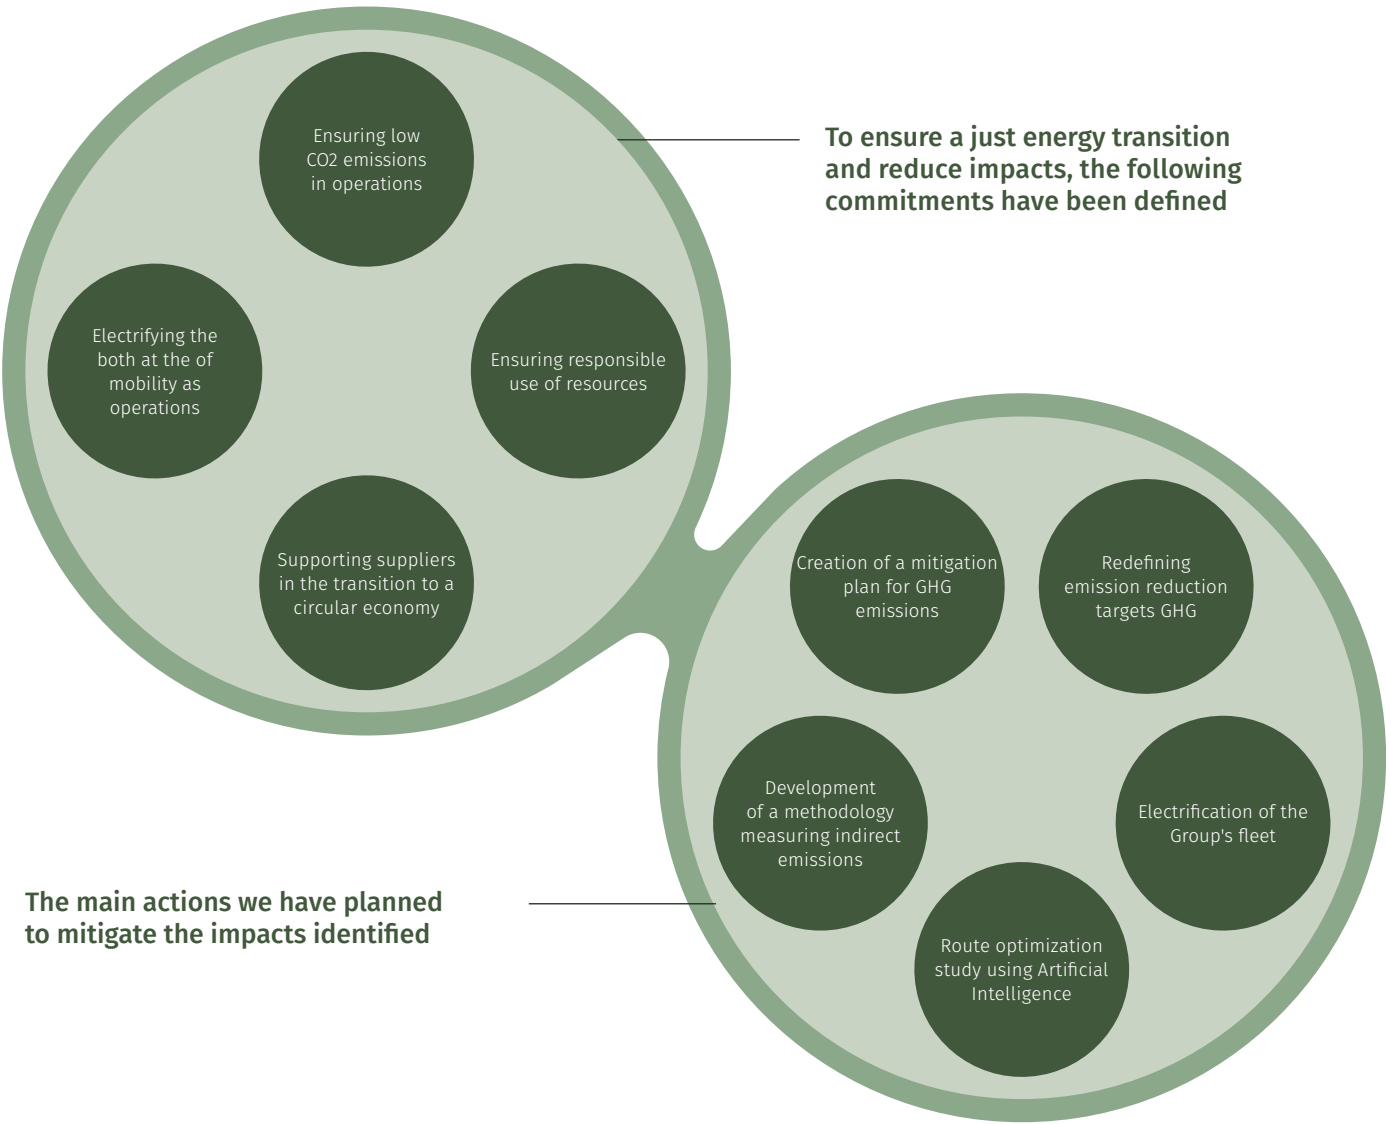 Ensuring low
CO2 emissions
in operations
To ensure a just energy transition
and reduce impacts, the following
commitments have been defined
Electrifying the
both at the of
mobility as
operations
Ensuring responsible
use of resources
Supporting suppliers
in the transition to a
circular economy
Creation of a mitigation
plan for GHG
emissions
Redefining
emission reduction
targets GHG
Development
of a methodology
measuring indirect
emissions
Electrification of the
Group's fleet
The main actions we have planned
to mitigate the impacts identified
Route optimization
study using Artificial
Intelligence